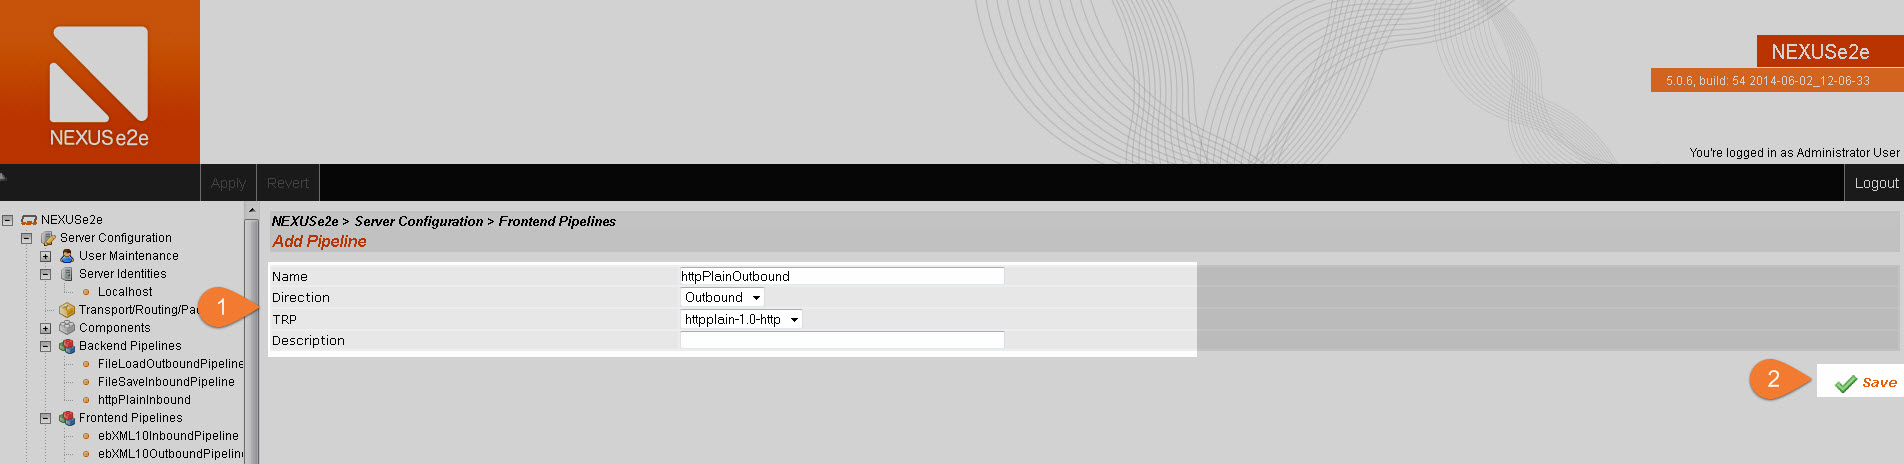 NEXUSe2e
NEXUSe2e
5.0.6, build: 54 2014-06-02_12-06-33
You're logged in as Administrator User
Apply
Revert
Logout
NEXUSe2e
Server Configuration
User Maintenance
Server Identities
Localhost
Transport/Routing/Pa
Components
Backend Pipelines
FileLoadOutboundPipeline
FileSaveInboundPipeline
httpPlainInbound
Frontend Pipelines
ebXML10InboundPipeline
ebXML10OutboundPipelin
NEXUSe2e > Server Configuration > Frontend Pipelines
Add Pipeline
1
Name httpPlainOutbound
Direction Outbound
TRP httpplain-1.0-http
Description
2
Save